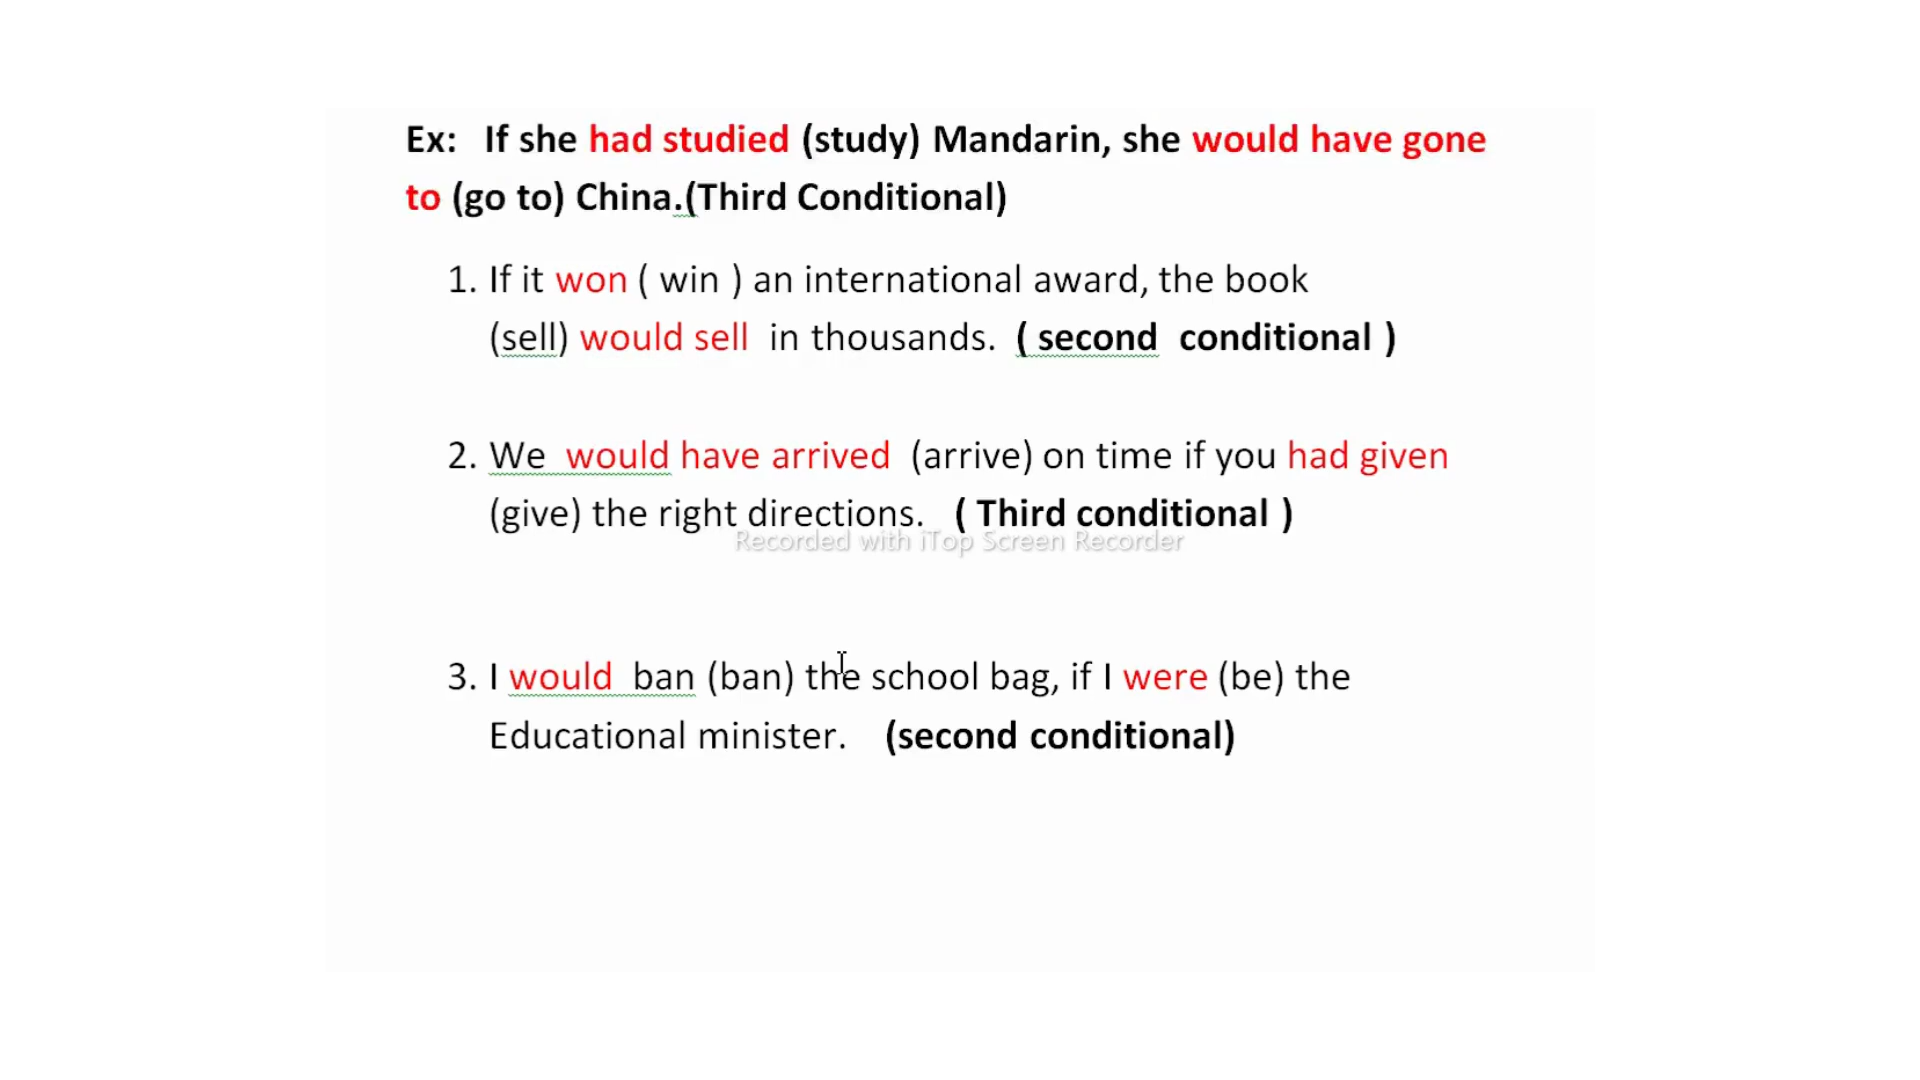 Ex: If she had studied (study) Mandarin, she would have gone
to (go to) China.(Third Conditional)
1. If it won ( win ) an international award, the book
(sell) would sell in thousands. ( second conditional )
2. We would have arrived (arrive) on time if you had given
(give) the right directions. ( Third conditional )
Recorded with iTop Screen Recorder
3. I would ban (ban) the school bag, if I were (be) the
Educational minister. (second conditional)